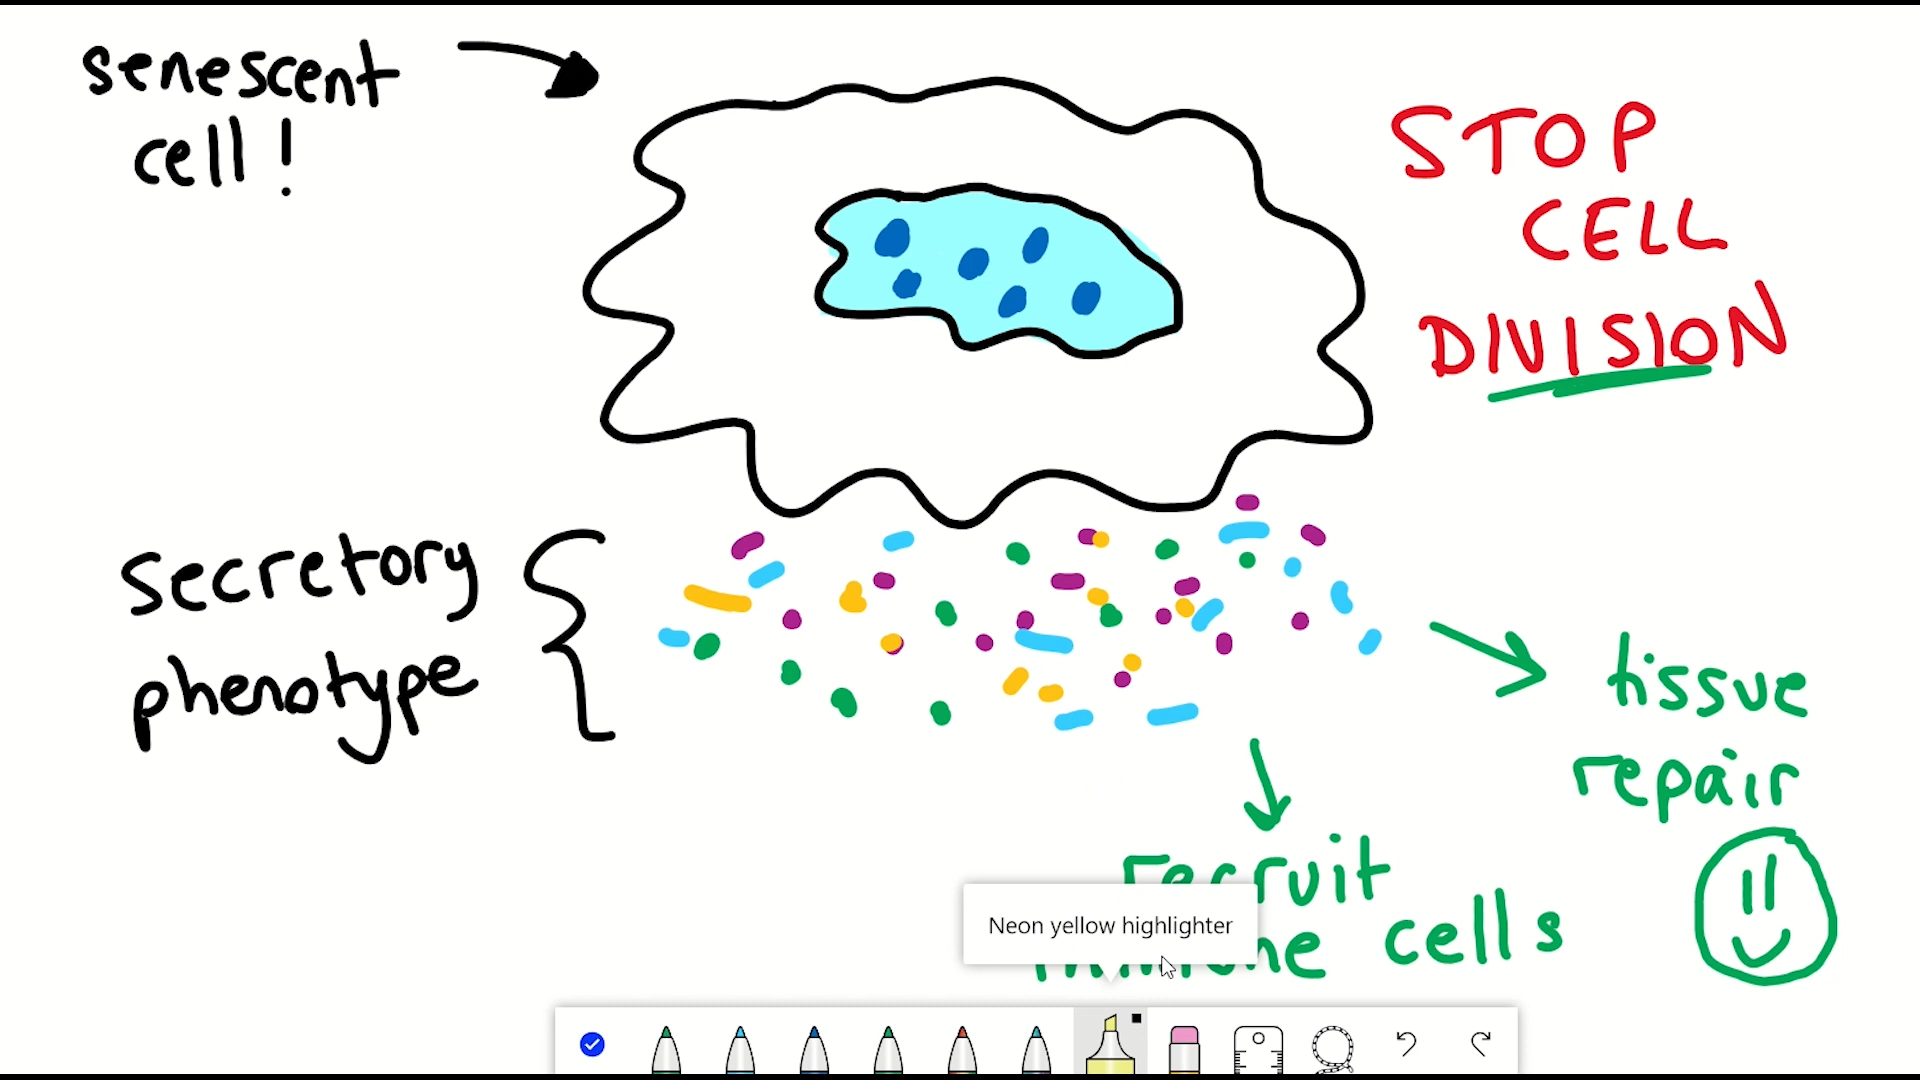 senescent
cell!
STOP
CELL
DIVISION
secretory
phenotype
tissue
repair
recruit
cells
Neon yellow highlighter